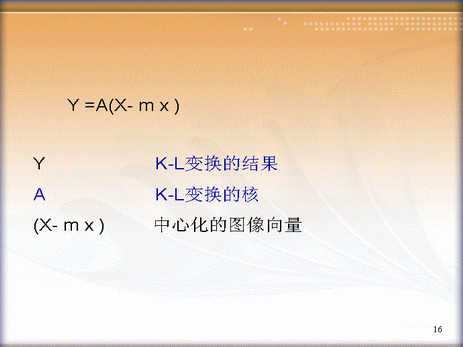 Y =A(X- m x )
Y K-L变换的结果
A K-L变换的核
(X- m x ) 中心化的图像向量
16